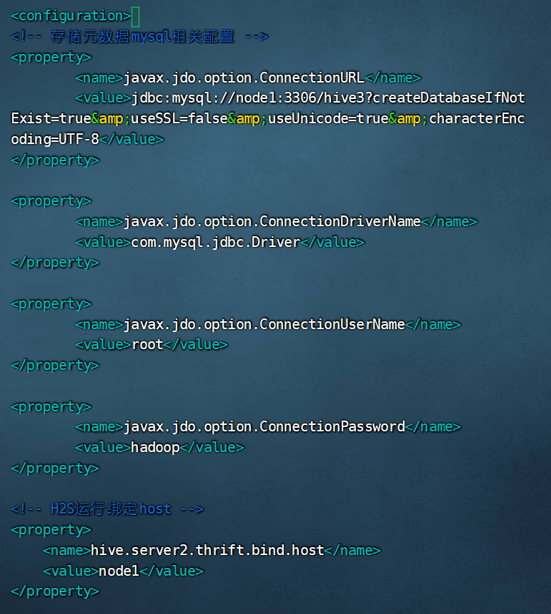 <configuration>
<!-- 存储元数据mysql相关配置 -->
<property>
        <name>javax.jdo.option.ConnectionURL</name>
        <value>jdbc:mysql://node1:3306/hive3?createDatabaseIfNot
Exist=true&amp;useSSL=false&amp;useUnicode=true&amp;characterEnc
oding=UTF-8</value>
</property>

<property>
        <name>javax.jdo.option.ConnectionDriverName</name>
        <value>com.mysql.jdbc.Driver</value>
</property>

<property>
        <name>javax.jdo.option.ConnectionUserName</name>
        <value>root</value>
</property>

<property>
        <name>javax.jdo.option.ConnectionPassword</name>
        <value>hadoop</value>
</property>

<!-- H2S运行绑定host -->
<property>
    <name>hive.server2.thrift.bind.host</name>
    <value>node1</value>
</property>